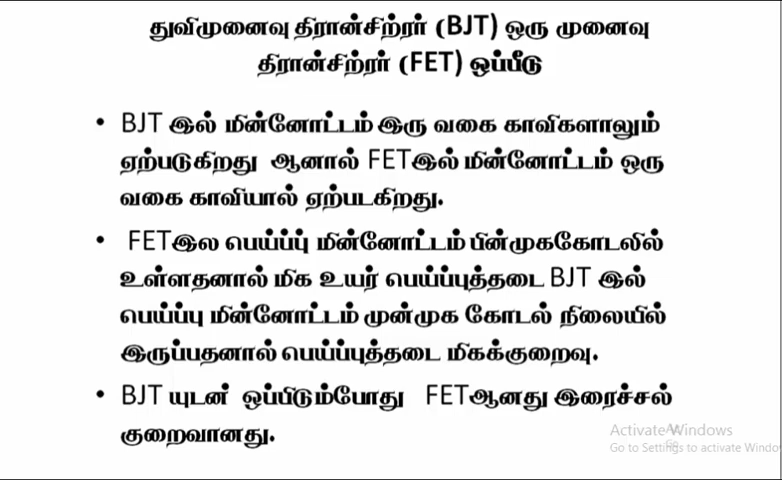 துவிமுனைவு திரான்சிற்றர் (BJT) ஒரு முனைவு
திரான்சிற்றர் (FET) ஒப்பீடு
• BJT இல் மின்னோட்டம் இரு வகை காவிகளாலும்
ஏற்படுகிறது ஆனால் FETஇல் மின்னோட்டம் ஒரு
வகை காவியால் ஏற்படகிறது.
• FETஇல பெய்ப்பு மின்னோட்டம் பின்முககோடலில்
உள்ளதனால் மிக உயர் பெய்ப்புத்தடை BJT இல்
பெய்ப்பு மின்னோட்டம் முன்முக கோடல் நிலையில்
இருப்பதனால் பெய்ப்புத்தடை மிகக்குறைவு.
• BJT யுடன் ஒப்பிடும்போது FETஆனது இரைச்சல்
குறைவானது.
Activate Windows
Go to Settings to activate Windo